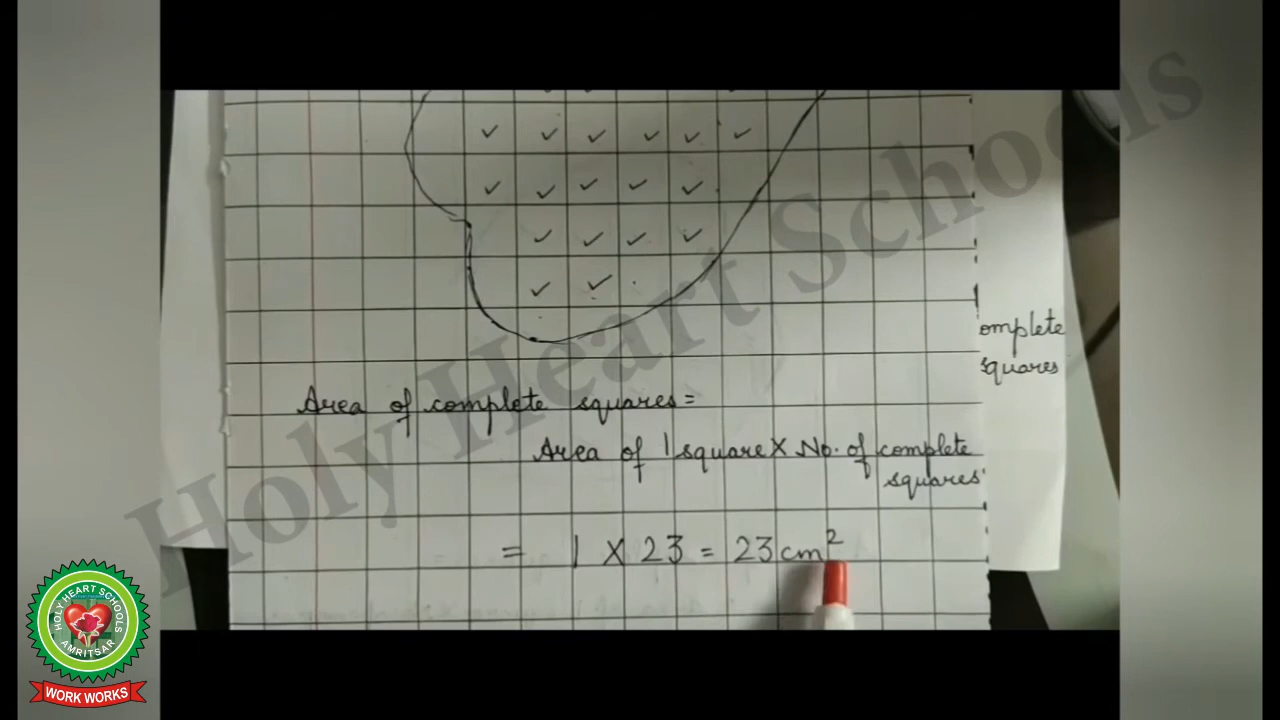 omplete
squares
Area of complete squares =
Area of 1 square X No. of complete
squares
= 1 X 23 = 23 cm²
Holy Heart Schools
HOLY HEART SCHOOLS
AMRITSAR
WORK WORKS